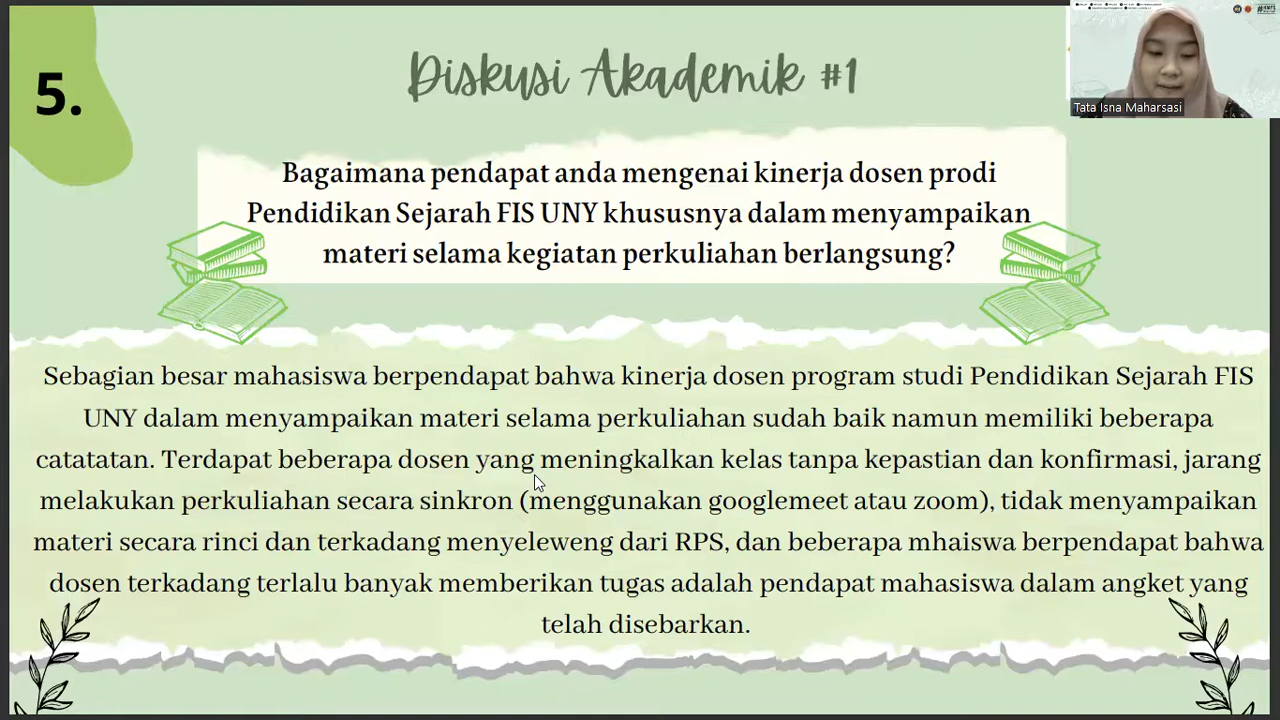 5.
Diskusi Akademik #1
Tata Isna Maharsasi
Bagaimana pendapat anda mengenai kinerja dosen prodi
Pendidikan Sejarah FIS UNY khususnya dalam menyampaikan
materi selama kegiatan perkuliahan berlangsung?
Sebagian besar mahasiswa berpendapat bahwa kinerja dosen program studi Pendidikan Sejarah FIS
UNY dalam menyampaikan materi selama perkuliahan sudah baik namun memiliki beberapa
catatatan. Terdapat beberapa dosen yang meningkalkan kelas tanpa kepastian dan konfirmasi, jarang
melakukan perkuliahan secara sinkron (menggunakan googlemeet atau zoom), tidak menyampaikan
materi secara rinci dan terkadang menyeleweng dari RPS, dan beberapa mhaiswa berpendapat bahwa
dosen terkadang terlalu banyak memberikan tugas adalah pendapat mahasiswa dalam angket yang
telah disebarkan.